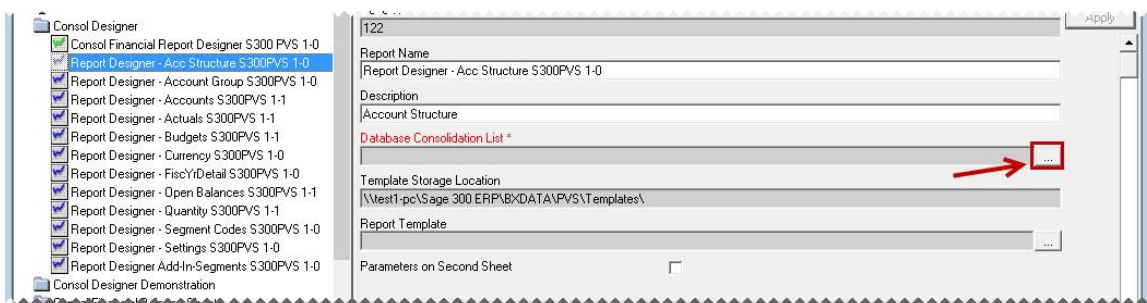 Consol Designer
Consol Financial Report Designer S300 PVS 1-0
Report Designer - Acc Structure S300PVS 1-0
Report Designer - Account Group S300PVS 1-0
Report Designer - Accounts S300PVS 1-1
Report Designer - Actuals S300PVS 1-1
Report Designer - Budgets S300PVS 1-1
Report Designer - Currency S300PVS 1-0
Report Designer - FiscYrDetail S300PVS 1-0
Report Designer - Open Balances S300PVS 1-1
Report Designer - Quantity S300PVS 1-1
Report Designer - Segment Codes S300PVS 1-0
Report Designer - Settings S300PVS 1-0
Report Designer Add-In-Segments S300PVS 1-0
Consol Designer Demonstration
122
Apply
Report Name
Report Designer - Acc Structure S300PVS 1-0
Description
Account Structure
Database Consolidation List *
...
Template Storage Location
\\test1-pc\Sage 300 ERP\BXDATA\PVS\Templates\
Report Template
...
Parameters on Second Sheet